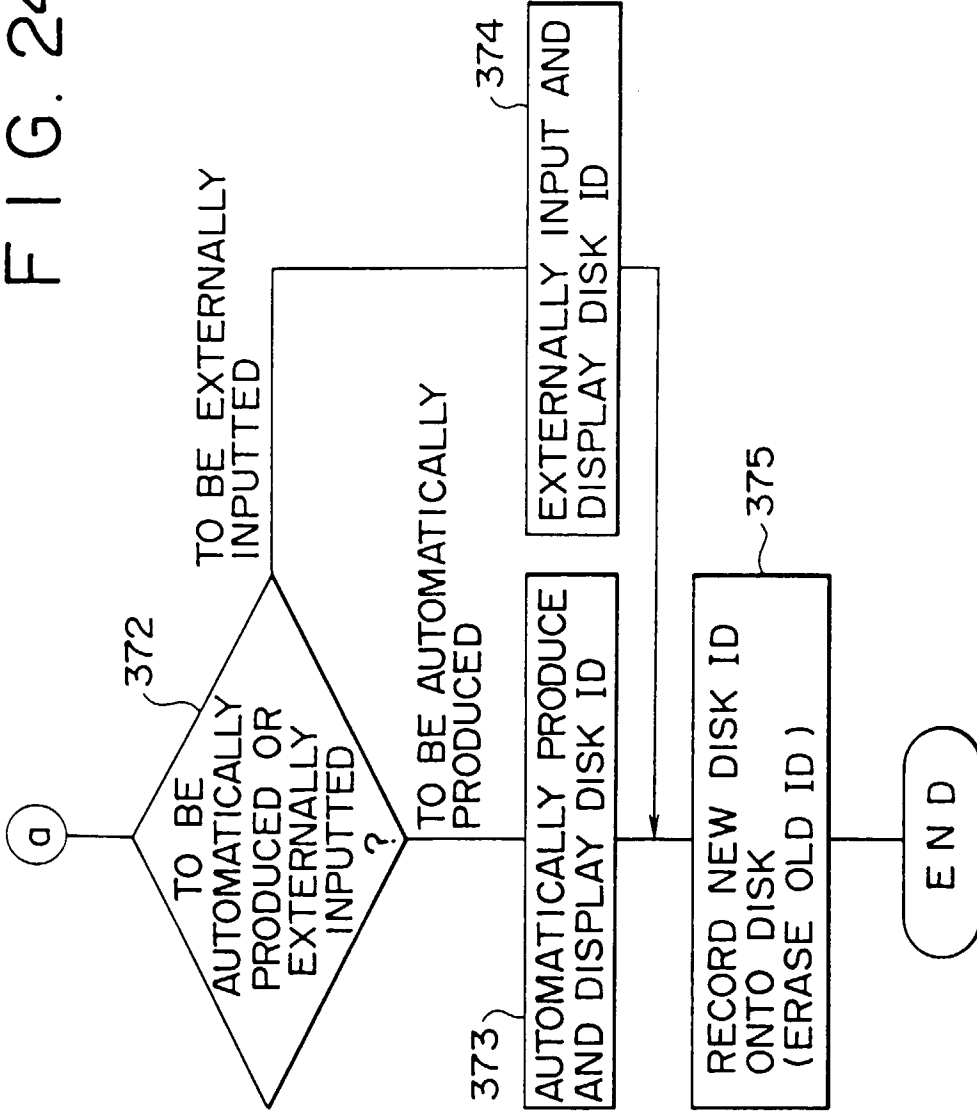 F I G. 24
a
372
TO BE
AUTOMATICALLY
PRODUCED OR
EXTERNALLY
INPUTTED
?
TO BE EXTERNALLY
INPUTTED
TO BE AUTOMATICALLY
PRODUCED
373
AUTOMATICALLY PRODUCE
AND DISPLAY DISK ID
374
EXTERNALLY INPUT AND
DISPLAY DISK ID
375
RECORD NEW DISK ID
ONTO DISK
(ERASE OLD ID)
E N D